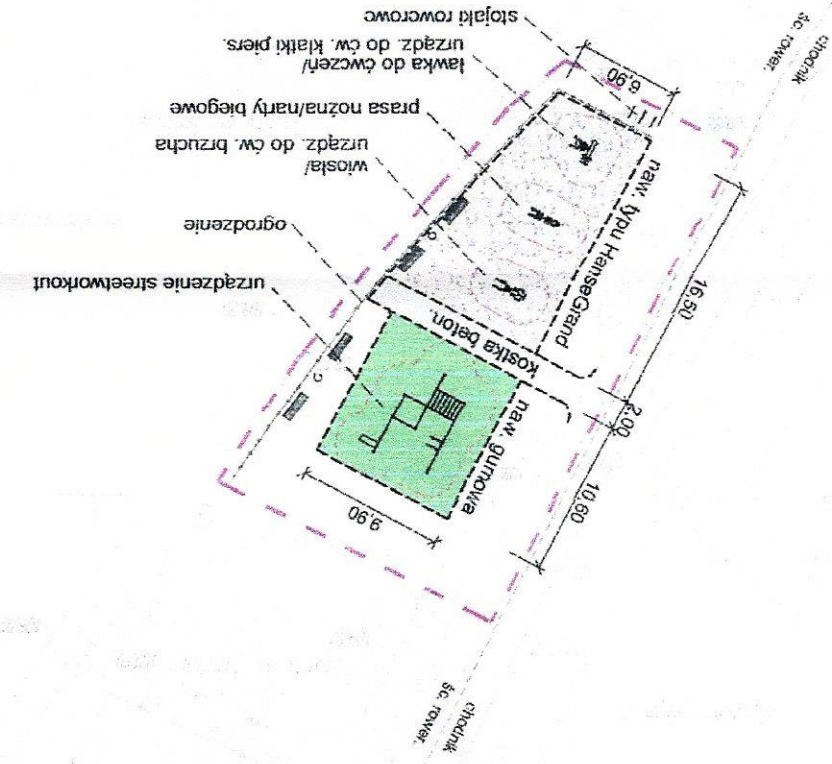 chodnik
śc. rower.
10,60
9,90
naw. gumowa
2,00
kostka beton.
urządzenie streetworkout
ogrodzenie
wiosła/
urządz. do ćw. brzucha
prasa nożna/narty biegowe
ławka do ćwiczeń/
urządz. do ćw. klatki piers.
stojaki rowerowe
16,50
naw. typu HanseGrand
6,90
chodnik
śc. rower.